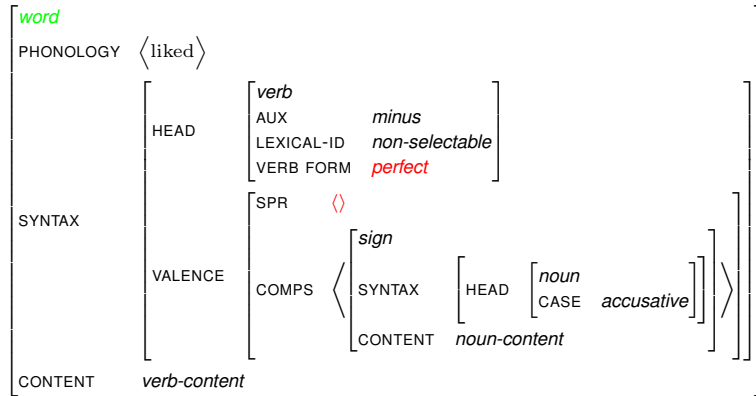 word
PHONOLOGY ⟨liked⟩
verb
AUX minus
HEAD
LEXICAL-ID non-selectable
VERB FORM perfect
SPR ⟨⟩
SYNTAX
sign
noun
VALENCE COMPS SYNTAX HEAD
CASE accusative
CONTENT noun-content
CONTENT verb-content